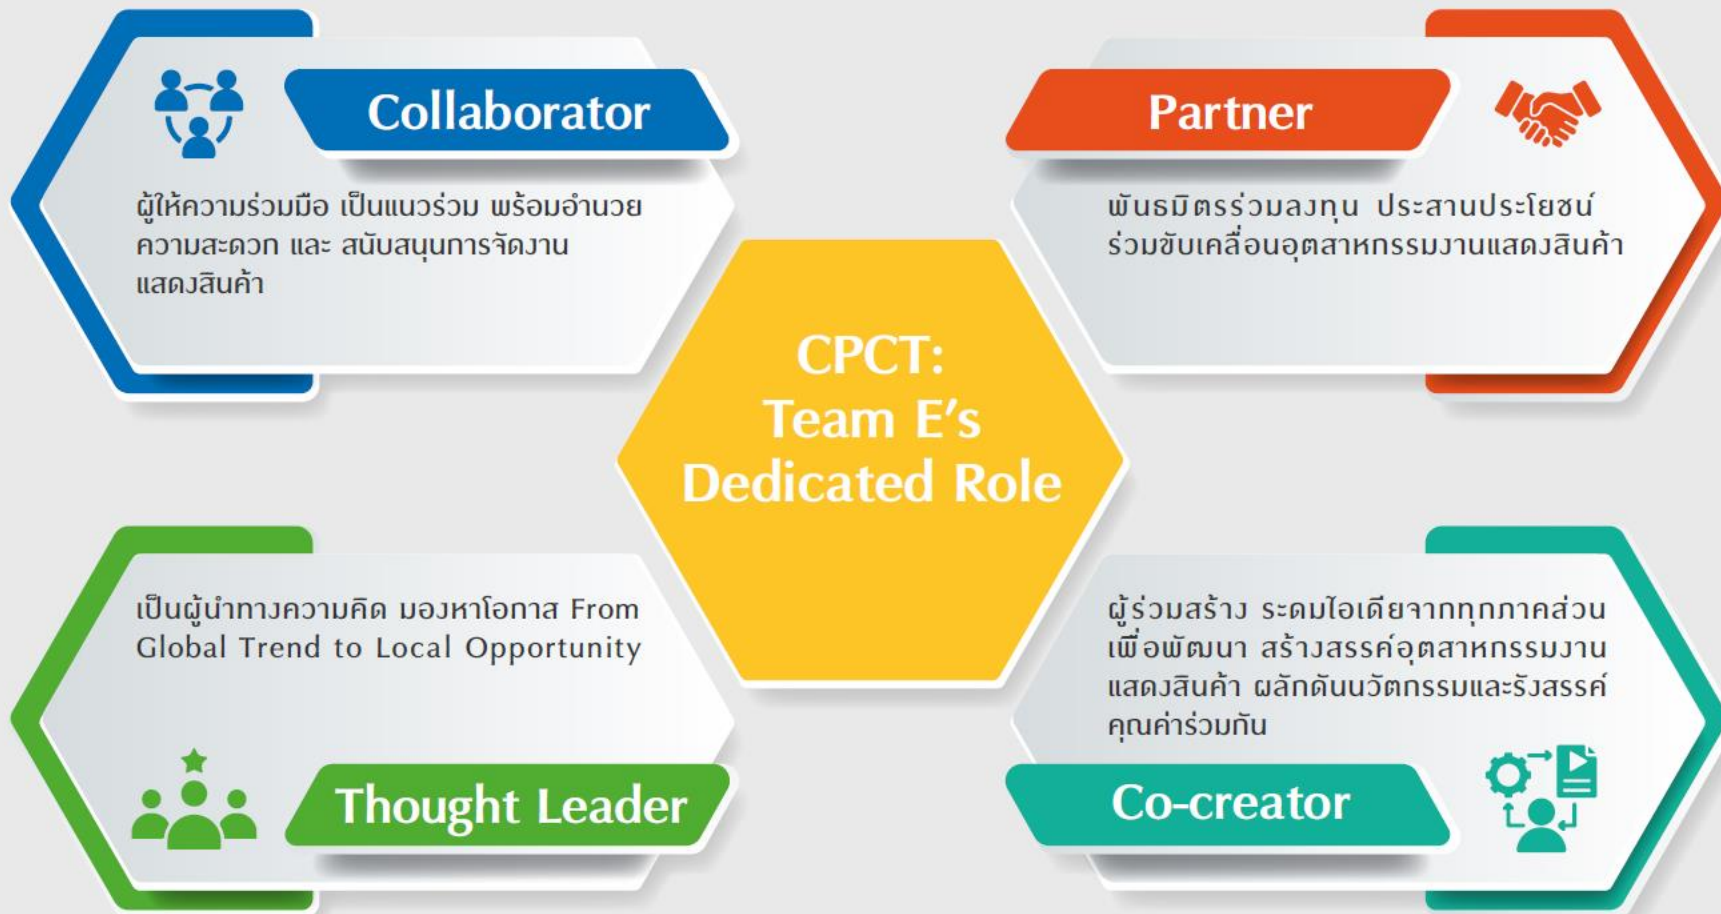 Collaborator
ผู้ให้ความร่วมมือ เป็นแนวร่วม พร้อมอำนวย
ความสะดวก และ สนับสนุนการจัดงาน
แสดงสินค้า
Partner
พันธมิตรร่วมลงทุน ประสานประโยชน์
ร่วมขับเคลื่อนอุตสาหกรรมงานแสดงสินค้า
CPCT:
Team E's
Dedicated Role
เป็นผู้นำทางความคิด มองหาโอกาส From
Global Trend to Local Opportunity
Thought Leader
ผู้ร่วมสร้าง ระดมไอเดียจากทุกภาคส่วน
เพื่อพัฒนา สร้างสรรค์อุตสาหกรรมงาน
แสดงสินค้า ผลักดันนวัตกรรมและรังสรรค์
คุณค่าร่วมกัน
Co-creator